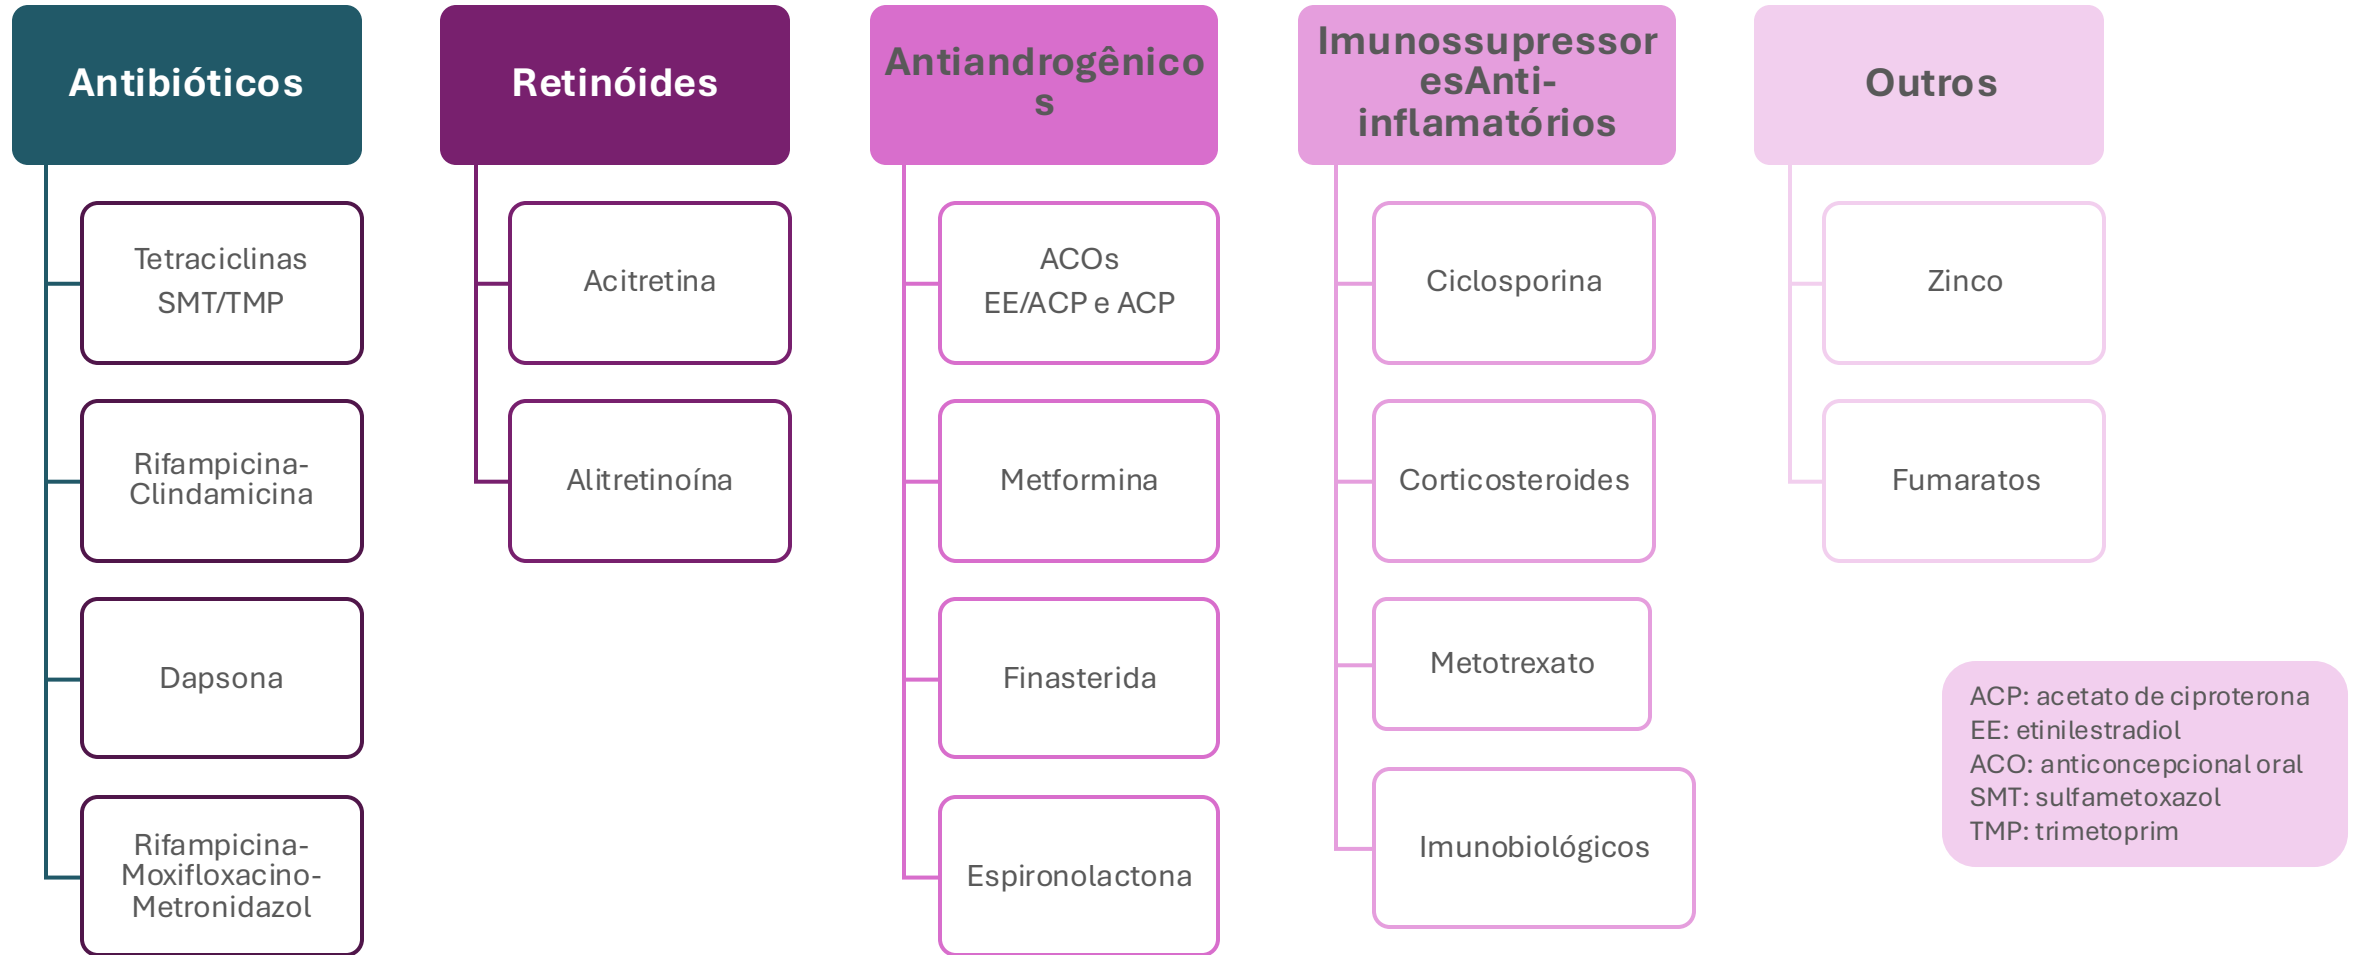 Antibióticos
Tetraciclinas
SMT/TMP
Rifampicina-
Clindamicina
Dapsona
Rifampicina-
Moxifloxacino-
Metronidazol
Retinóides
Acitretina
Alitretinoína
Antiandrogênico
s
ACOs
EE/ACP e ACP
Metformina
Finasterida
Espironolactona
Imunossupressor
esAnti-
inflamatórios
Ciclosporina
Corticosteroides
Metotrexato
Imunobiológicos
Outros
Zinco
Fumaratos
ACP: acetato de ciproterona
EE: etinilestradiol
ACO: anticoncepcional oral
SMT: sulfametoxazol
TMP: trimetoprim